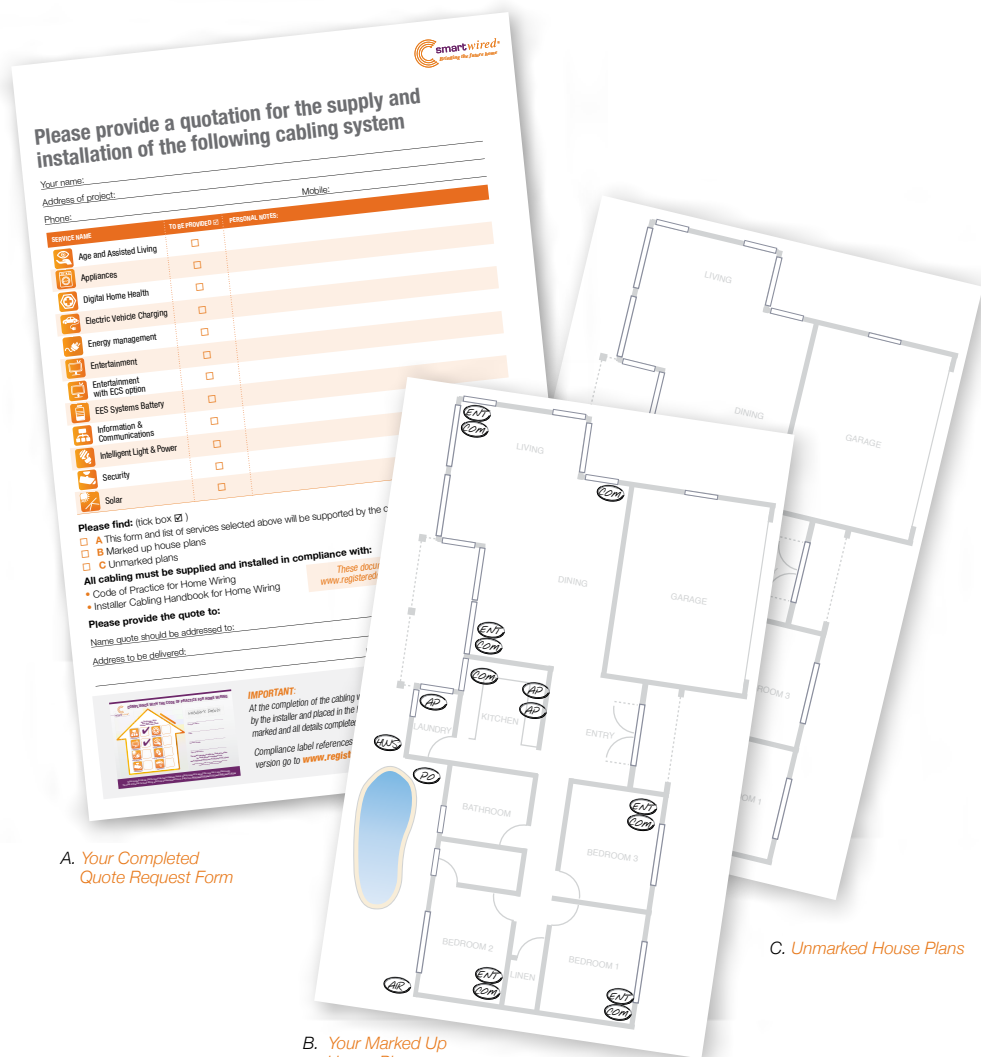 smartwired
Bringing the future home
Please provide a quotation for the supply and
installation of the following cabling system
Your name:
Address of project:
Phone: Mobile:
SERVICE NAME TO BE PROVIDED ☑ PERSONAL NOTES:
Age and Assisted Living
Appliances
Digital Home Health
Electric Vehicle Charging
Energy management
Entertainment
Entertainment
with ECS option
EES Systems Battery
Information &
Communications
Intelligent Light & Power
Security
Solar
Please find: (tick box ☑ )
A This form and list of services selected above will be supported by the
B Marked up house plans
C Unmarked plans
All cabling must be supplied and installed in compliance with:
• Code of Practice for Home Wiring
• Installer Cabling Handbook for Home Wiring
These
Please provide the quote to:
Name quote should be addressed to:
Address to be delivered:
COMPLIANCE WITH THE CODE OF PRACTICE FOR HOME WIRING
IMPORTANT:
At the completion of the cabling
by the installer and placed in the
marked and all details
Compliance label references
version go to
A. Your Completed
Quote Request Form
ENT
COM
LIVING
COM
DINING
GARAGE
ENT
COM
COM
AP
AP
AP
KITCHEN
LAUNDRY
ENTRY
HWS
PO
BATHROOM
ENT
COM
BEDROOM 3
BEDROOM 2
ENT
COM
LINEN
BEDROOM 1
ENT
COM
AIR
B. Your Marked Up
LIVING
DINING
GARAGE
C. Unmarked House Plans